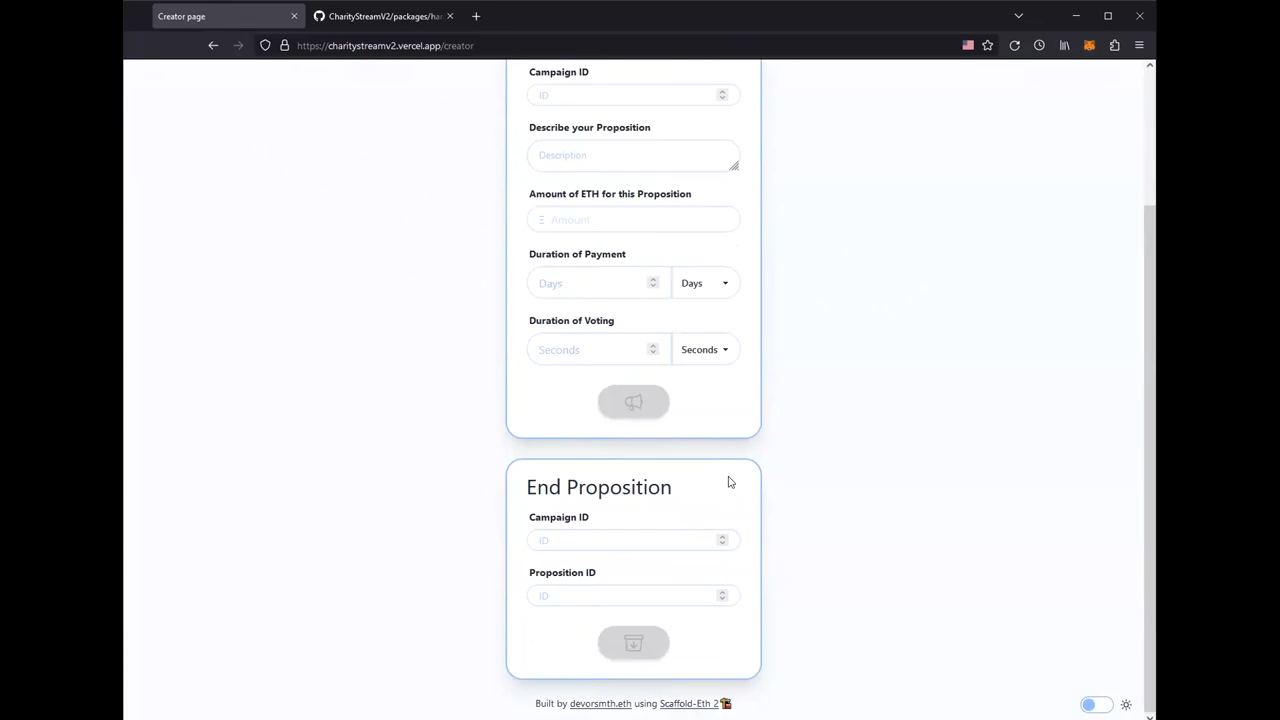 Creator page
CharityStreamV2/packages/har
https://charitystreamv2.vercel.app/creator
Campaign ID
ID
Describe your Proposition
Description
Amount of ETH for this Proposition
Ξ Amount
Duration of Payment
Days Days
Duration of Voting
Seconds Seconds
End Proposition
Campaign ID
ID
Proposition ID
ID
Built by devorsmth.eth using Scaffold-Eth 2